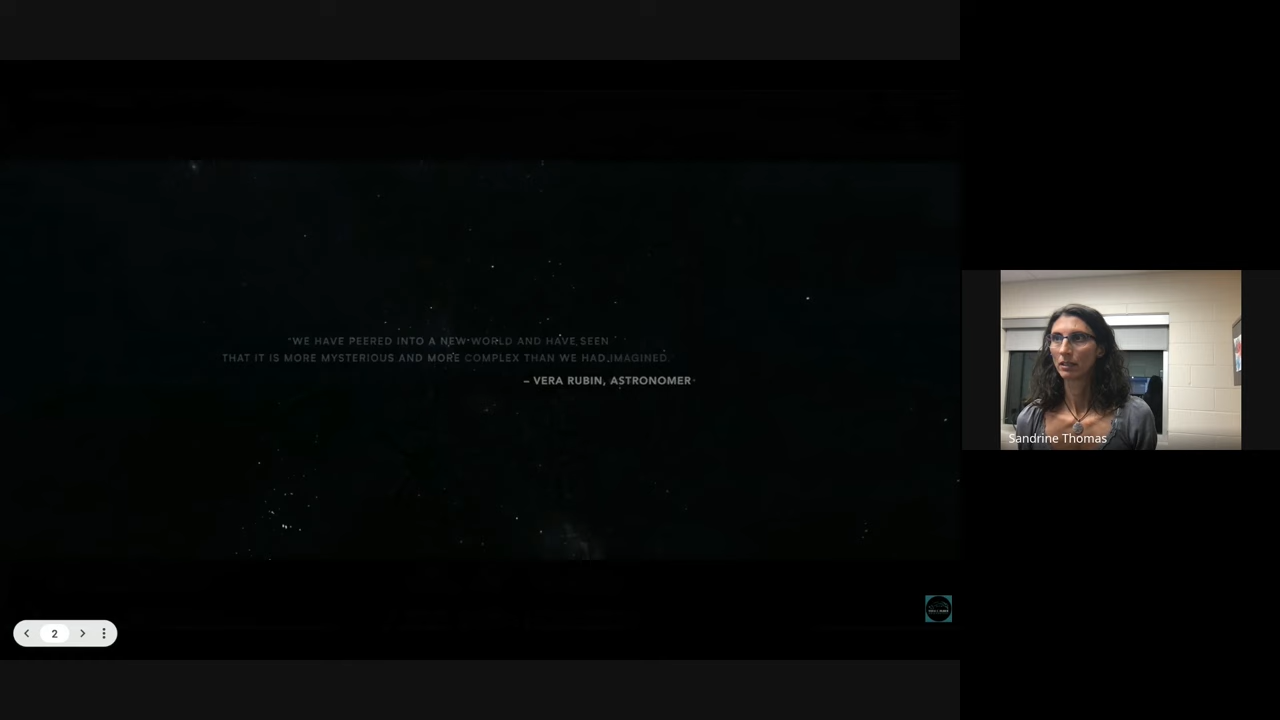 "WE HAVE PEERED INTO A NEW WORLD AND HAVE SEEN
THAT IT IS MORE MYSTERIOUS AND MORE COMPLEX THAN WE HAD IMAGINED."
– VERA RUBIN, ASTRONOMER
2
Sandrine Thomas